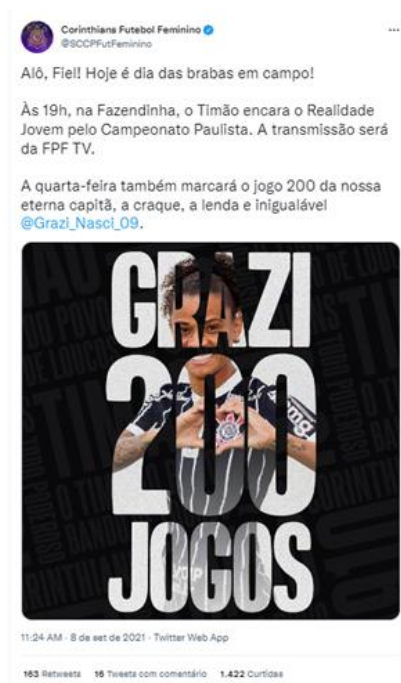 Corinthians Futebol Feminino
@SCCPFutFeminino
Alô, Fiel! Hoje é dia das brabas em campo!
Às 19h, na Fazendinha, o Timão encara o Realidade
Jovem pelo Campeonato Paulista. A transmissão será
da FPF TV.
A quarta-feira também marcará o jogo 200 da nossa
eterna capitã, a craque, a lenda e inigualável
@Grazi_Nasci_09.
GRAZI
200
JOGOS
11:24 AM · 8 de set de 2021 · Twitter Web App
163 Retweets 16 Tweets com comentário 1.422 Curtidas